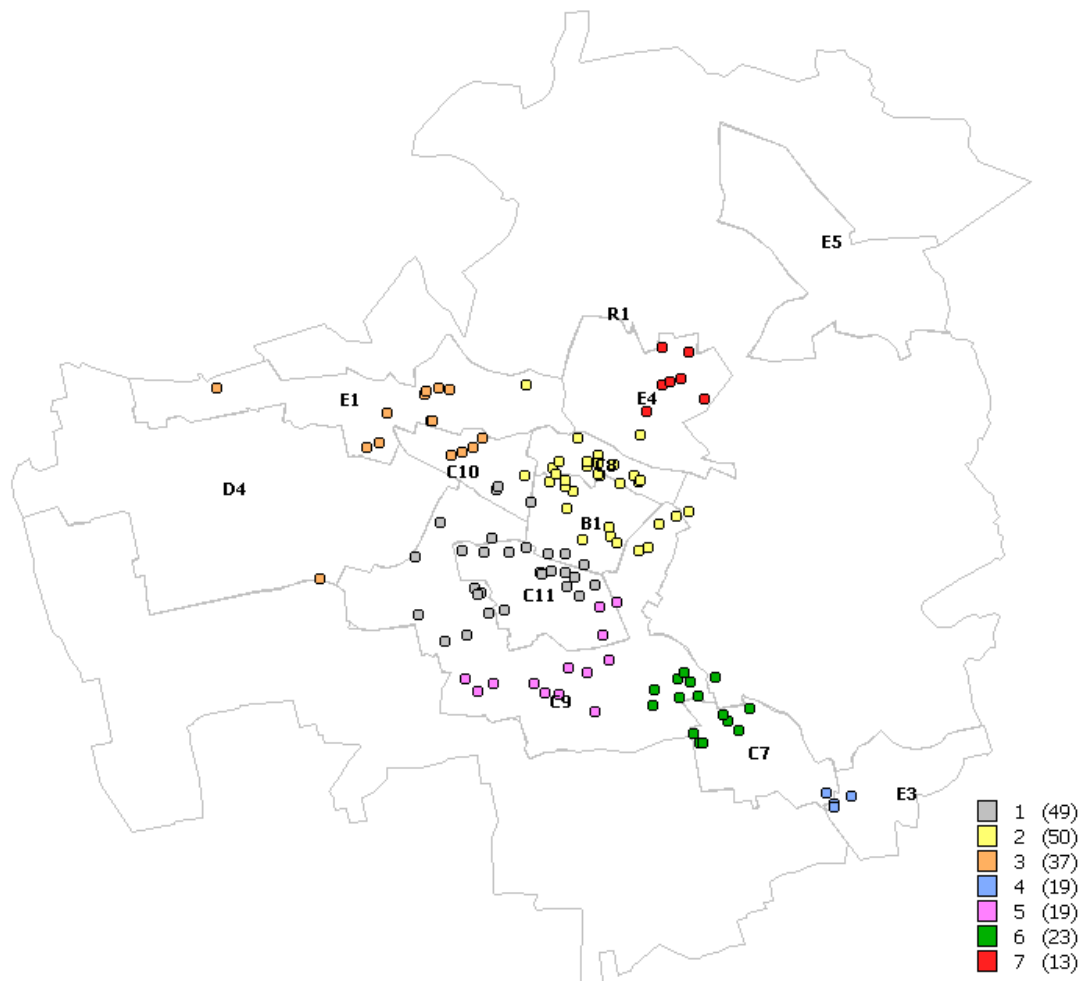 E5
R1
E4
E1
C10
C8
D4
B1
C11
C9
C7
E3
1 (49)
2 (50)
3 (37)
4 (19)
5 (19)
6 (23)
7 (13)